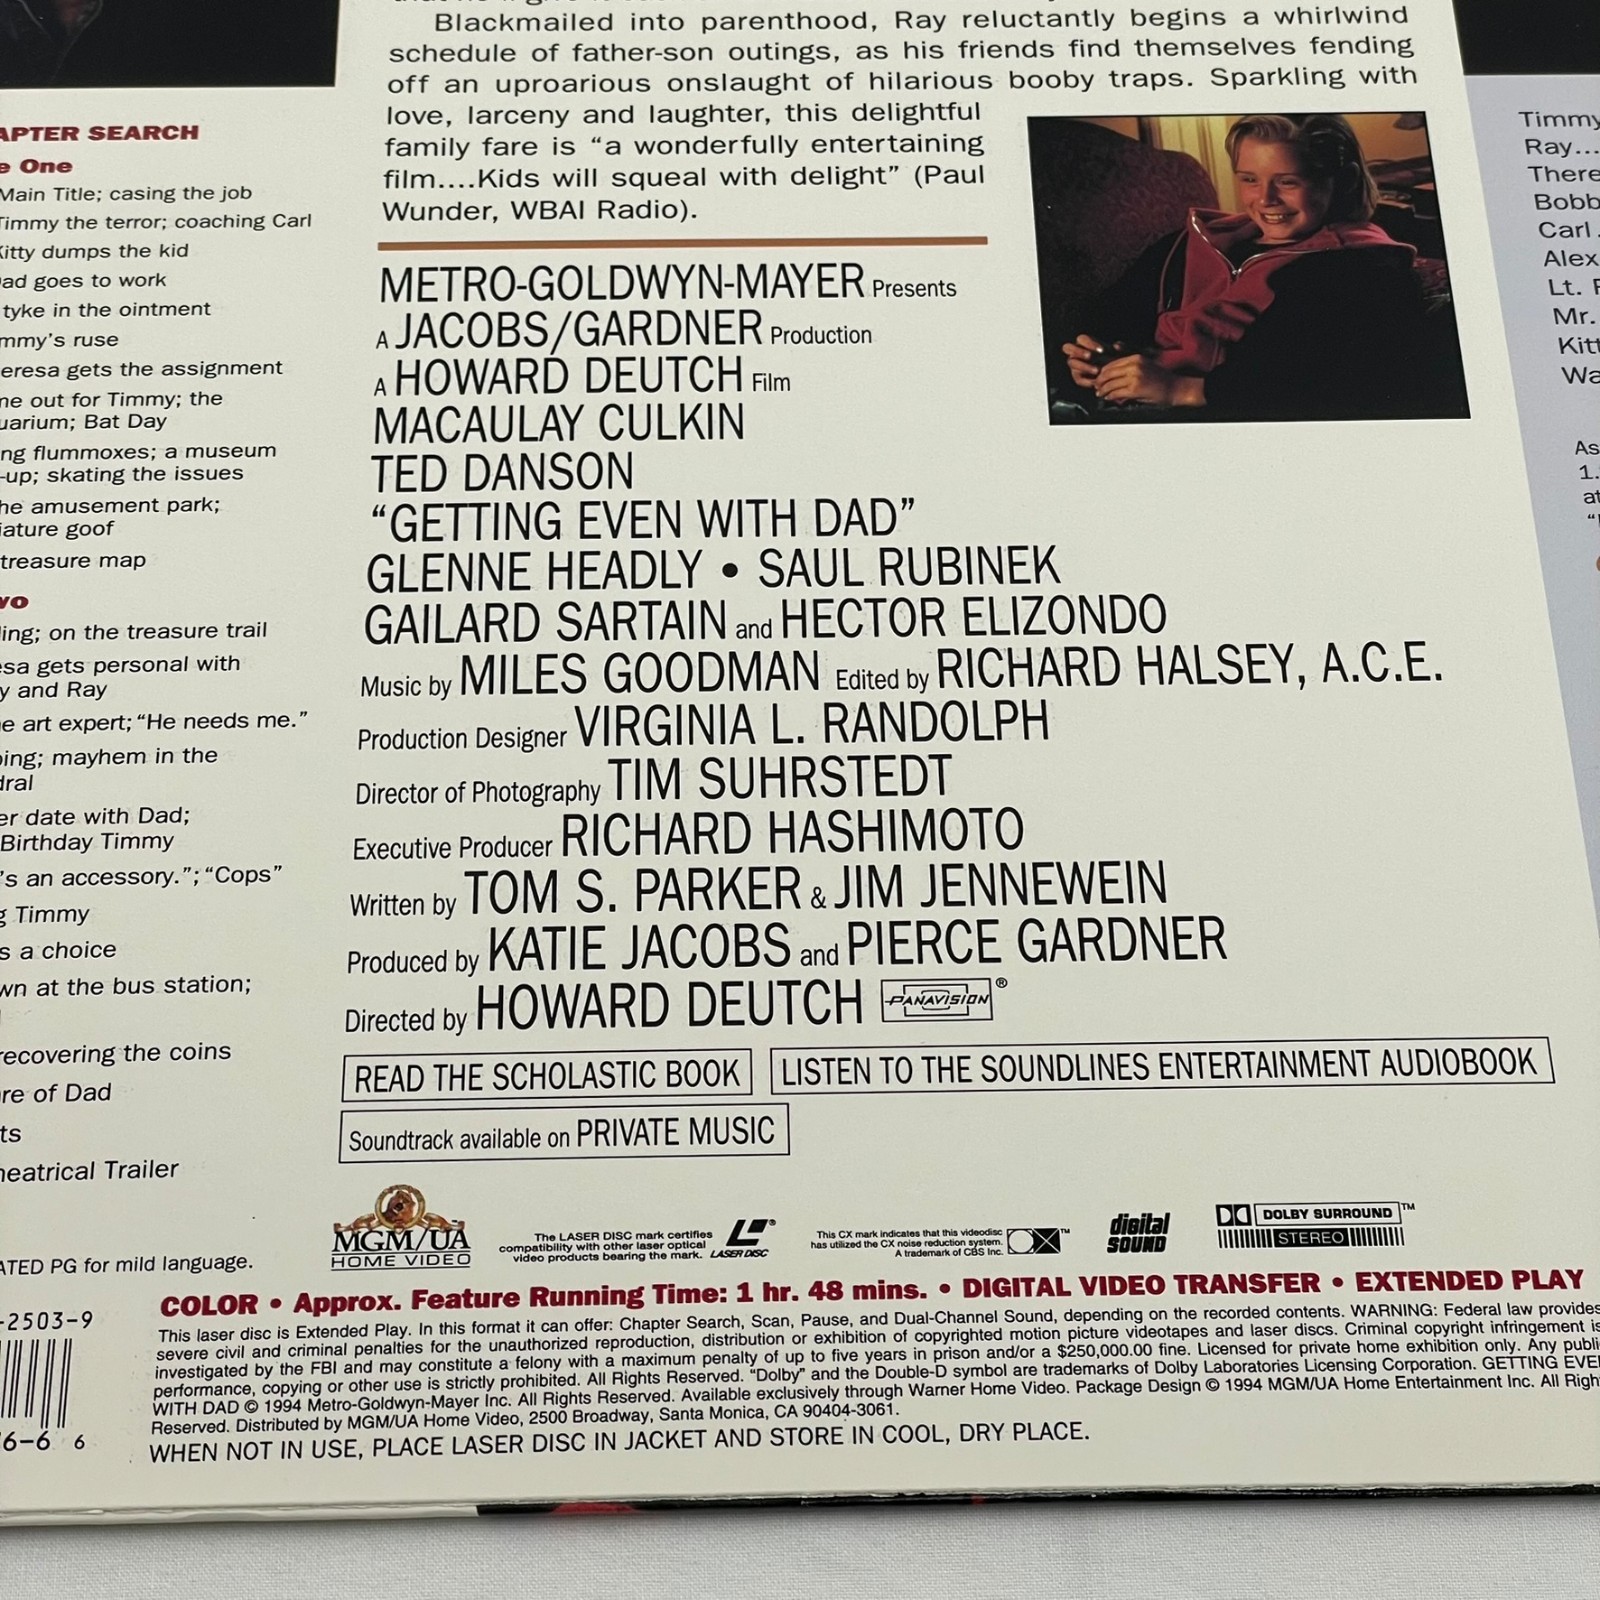 Blackmailed into parenthood, Ray reluctantly begins a whirlwind
schedule of father-son outings, as his friends find themselves fending
off an uproarious onslaught of hilarious booby traps. Sparkling with
love, larceny and laughter, this delightful
family fare is “a wonderfully entertaining
film....Kids will squeal with delight” (Paul
Wunder, WBAI Radio).
APTER SEARCH
e One
Main Title; casing the job
Timmy the terror; coaching Carl
Kitty dumps the kid
ad goes to work
tyke in the ointment
mmy’s ruse
eresa gets the assignment
me out for Timmy; the
uarium; Bat Day
ng flummoxes; a museum
-up; skating the issues
he amusement park;
iature goof
treasure map
wo
ling; on the treasure trail
esa gets personal with
y and Ray
e art expert; “He needs me.”
ping; mayhem in the
dral
er date with Dad;
Birthday Timmy
’s an accessory.”; “Cops”
g Timmy
s a choice
wn at the bus station;
recovering the coins
re of Dad
ts
heatrical Trailer
ATED PG for mild language.
-2503-9
6-6 6
METRO-GOLDWYN-MAYER Presents
A JACOBS/GARDNER Production
A HOWARD DEUTCH Film
MACAULAY CULKIN
TED DANSON
“GETTING EVEN WITH DAD”
GLENNE HEADLY • SAUL RUBINEK
GAILARD SARTAIN and HECTOR ELIZONDO
Music by MILES GOODMAN Edited by RICHARD HALSEY, A.C.E.
Production Designer VIRGINIA L. RANDOLPH
Director of Photography TIM SUHRSTEDT
Executive Producer RICHARD HASHIMOTO
Written by TOM S. PARKER & JIM JENNEWEIN
Produced by KATIE JACOBS and PIERCE GARDNER
Directed by HOWARD DEUTCH PANAVISION®
READ THE SCHOLASTIC BOOK LISTEN TO THE SOUNDLINES ENTERTAINMENT AUDIOBOOK
Soundtrack available on PRIVATE MUSIC
MGM/UA
HOME VIDEO
The LASER DISC mark certifies
compatibility with other laser optical
video products bearing the mark.
LASER DISC
This CX mark indicates that this videodisc
has utilized the CX noise reduction system.
A trademark of CBS Inc.
CX™
digital
SOUND
DOLBY SURROUND™
STEREO
COLOR • Approx. Feature Running Time: 1 hr. 48 mins. • DIGITAL VIDEO TRANSFER • EXTENDED PLAY
This laser disc is Extended Play. In this format it can offer: Chapter Search, Scan, Pause, and Dual-Channel Sound, depending on the recorded contents. WARNING: Federal law provides
severe civil and criminal penalties for the unauthorized reproduction, distribution or exhibition of copyrighted motion picture videotapes and laser discs. Criminal copyright infringement is
investigated by the FBI and may constitute a felony with a maximum penalty of up to five years in prison and/or a $250,000.00 fine. Licensed for private home exhibition only. Any publi
performance, copying or other use is strictly prohibited. All Rights Reserved. “Dolby” and the Double-D symbol are trademarks of Dolby Laboratories Licensing Corporation. GETTING EVE
WITH DAD © 1994 Metro-Goldwyn-Mayer Inc. All Rights Reserved. Available exclusively through Warner Home Video. Package Design © 1994 MGM/UA Home Entertainment Inc. All Righ
Reserved. Distributed by MGM/UA Home Video, 2500 Broadway, Santa Monica, CA 90404-3061.
WHEN NOT IN USE, PLACE LASER DISC IN JACKET AND STORE IN COOL, DRY PLACE.
Timmy
Ray...
There
Bobb
Carl .
Alex
Lt.
Mr.
Kitt
Wa
As
1.
at